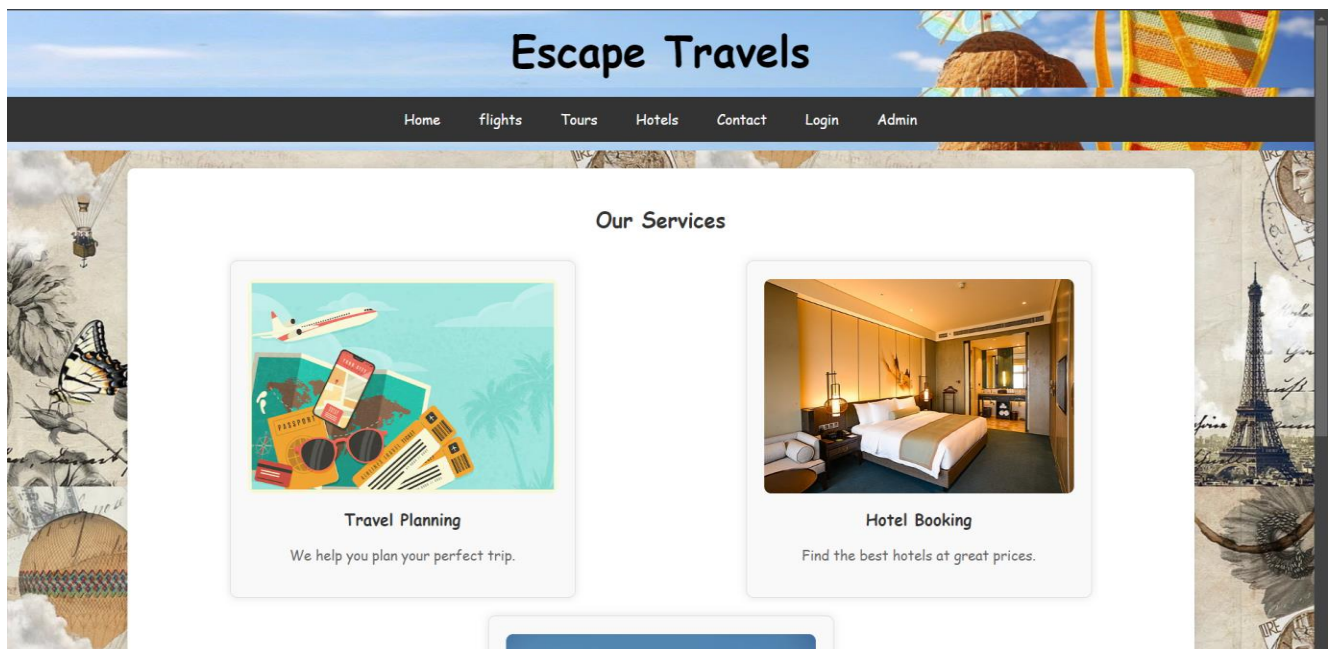 Escape Travels
Home flights Tours Hotels Contact Login Admin
Our Services
PASSPORT
Travel Planning
Hotel Booking
We help you plan your perfect trip.
Find the best hotels at great prices.